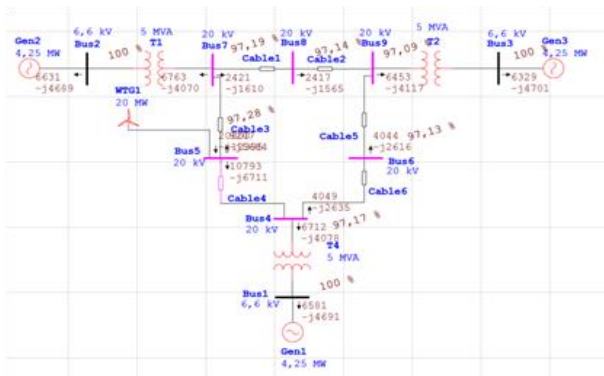 Gen2
4,25 MW
6,6 kV
Bus2
100 %
6631
-j4689
5 MVA
T1
6763
-j4070
20 kV
Bus7
97,19 %
2421
-j1610
Cable1
20 kV
Bus8
97,14 %
2417
-j1565
Cable2
20 kV
Bus9
97,09 %
6453
-j4117
5 MVA
T2
6,6 kV
Bus3
100 %
6329
-j4701
Gen3
4,25 MW
WTG1
20 MW
97,28 %
Cable3
Bus5
20 kV
10793
-j6711
Cable4
Cable5
4044
-j2616
97,13 %
Bus6
20 kV
Cable6
4049
-j2635
Bus4
20 kV
6712
-j4078
97,17 %
T4
5 MVA
100 %
Bus1
6,6 kV
6581
-j4691
Gen1
4,25 MW